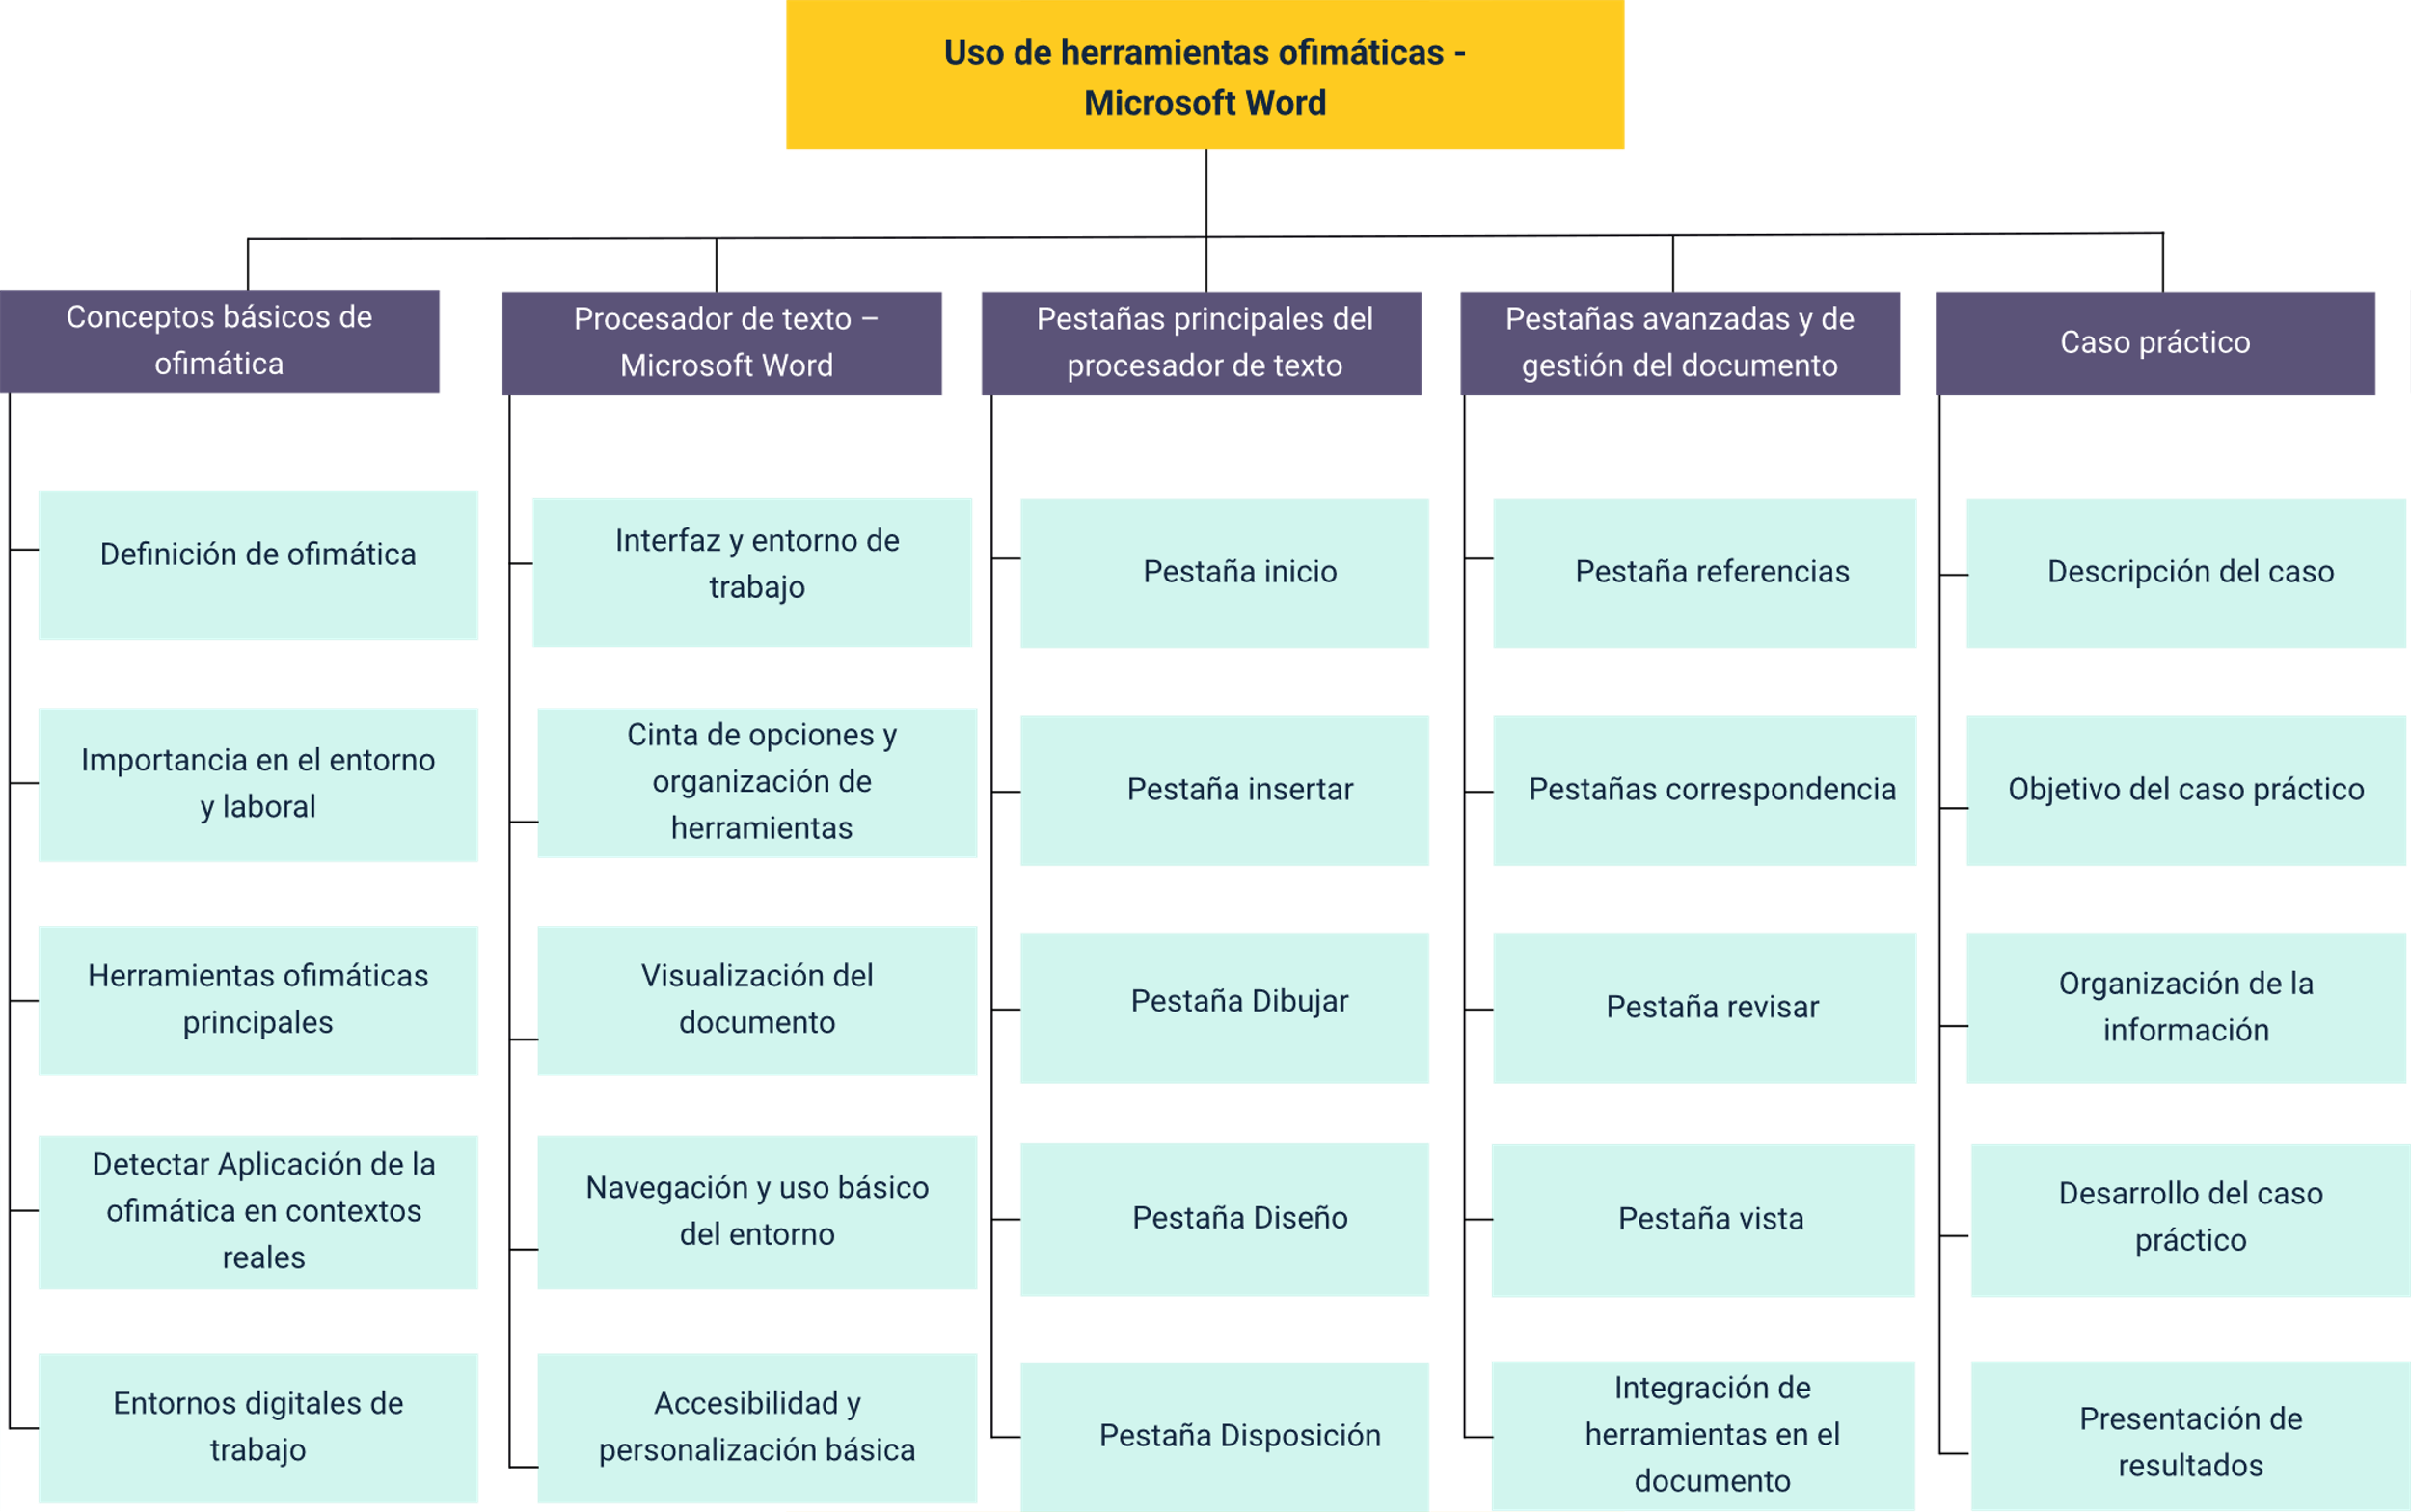 Uso de herramientas ofimáticas -
Microsoft Word
Conceptos básicos de
ofimática
Definición de ofimática
Importancia en el entorno
y laboral
Herramientas ofimáticas
principales
Detectar Aplicación de la
ofimática en contextos
reales
Entornos digitales de
trabajo
Procesador de texto –
Microsoft Word
Interfaz y entorno de
trabajo
Cinta de opciones y
organización de
herramientas
Visualización del
documento
Navegación y uso básico
del entorno
Accesibilidad y
personalización básica
Pestañas principales del
procesador de texto
Pestaña inicio
Pestaña insertar
Pestaña Dibujar
Pestaña Diseño
Pestaña Disposición
Pestañas avanzadas y de
gestión del documento
Pestaña referencias
Pestañas correspondencia
Pestaña revisar
Pestaña vista
Integración de
herramientas en el
documento
Caso práctico
Descripción del caso
Objetivo del caso práctico
Organización de la
información
Desarrollo del caso
práctico
Presentación de
resultados